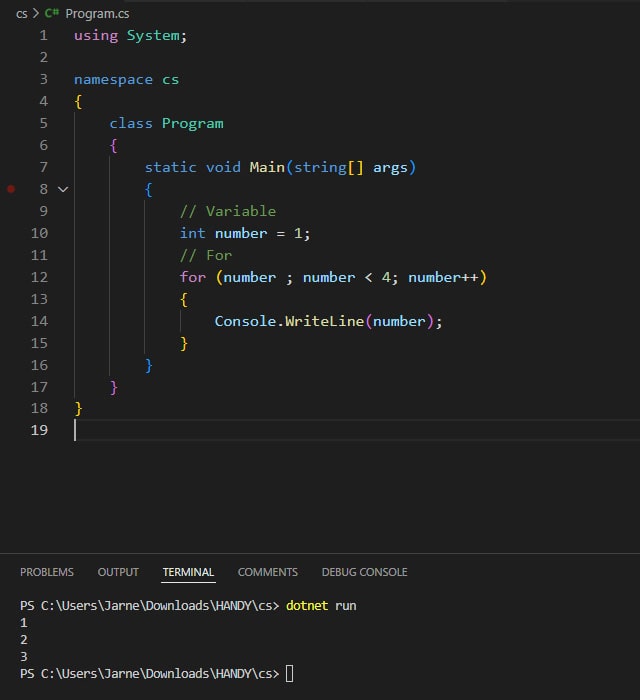 cs > C# Program.cs
1 using System;
2
3 namespace cs
4 {
5 class Program
6 {
7 static void Main(string[] args)
8 {
9 // Variable
10 int number = 1;
11 // For
12 for (number ; number < 4; number++)
13 {
14 Console.WriteLine(number);
15 }
16 }
17 }
18 }
19
PROBLEMS OUTPUT TERMINAL COMMENTS DEBUG CONSOLE
PS C:\Users\Jarne\Downloads\HANDY\cs> dotnet run
1
2
3
PS C:\Users\Jarne\Downloads\HANDY\cs>